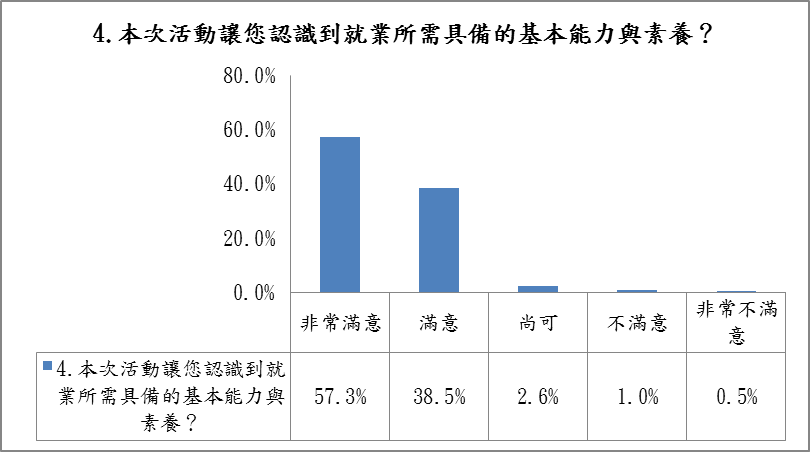 4.本次活動讓您認識到就業所需具備的基本能力與素養？
80.0%
60.0%
40.0%
20.0%
0.0%
非常滿意
滿意
尚可
不滿意
非常不滿
意
4.本次活動讓您認識到就
業所需具備的基本能力與
素養？
57.3%
38.5%
2.6%
1.0%
0.5%